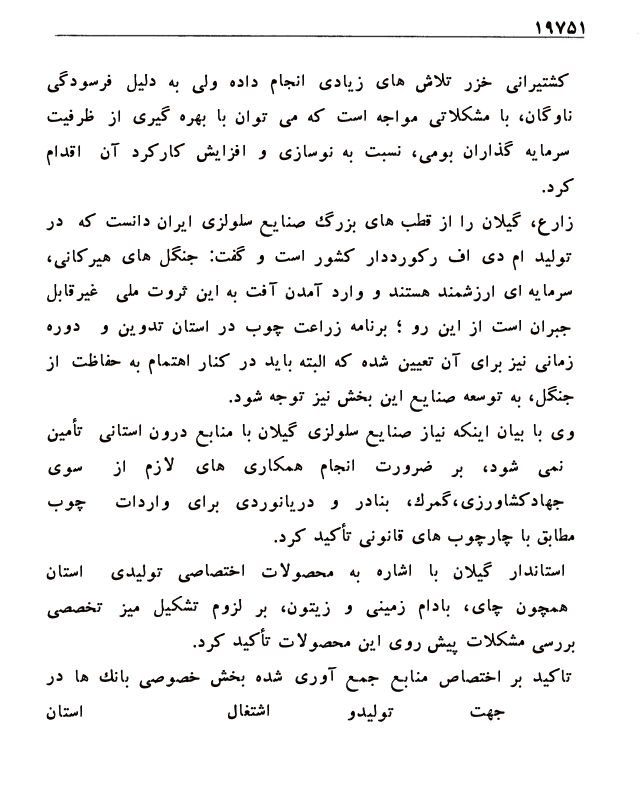 ۱۹۷۵۱
کشتیرانی خزر تلاش های زیادی انجام داده ولی به دلیل فرسودگی
ناوگان، با مشکلاتی مواجه است که می توان با بهره گیری از ظرفیت
سرمایه گذاران بومی، نسبت به نوسازی و افزایش کارکرد آن اقدام
کرد.
زارع، گیلان را از قطب های بزرگ صنایع سلولزی ایران دانست که در
تولید ام دی اف رکورددار کشور است و گفت: جنگل های هیرکانی،
سرمایه ای ارزشمند هستند و وارد آمدن آفت به این ثروت ملی غیرقابل
جبران است از این رو ؛ برنامه زراعت چوب در استان تدوین و دوره
زمانی نیز برای آن تعیین شده که البته باید در کنار اهتمام به حفاظت از
جنگل، به توسعه صنایع این بخش نیز توجه شود.
وی با بیان اینکه نیاز صنایع سلولزی گیلان با منابع درون استانی تأمین
نمی شود، بر ضرورت انجام همکاری های لازم از سوی
جهادکشاورزی،گمرك، بنادر و دریانوردی برای واردات چوب
مطابق با چارچوب های قانونی تأکید کرد.
استاندار گیلان با اشاره به محصولات اختصاصی تولیدی استان
همچون چای، بادام زمینی و زیتون، بر لزوم تشکیل میز تخصصی
بررسی مشکلات پیش روی این محصولات تأکید کرد.
تاکید بر اختصاص منابع جمع آوری شده بخش خصوصی بانك ها در
جهت تولیدو اشتغال استان